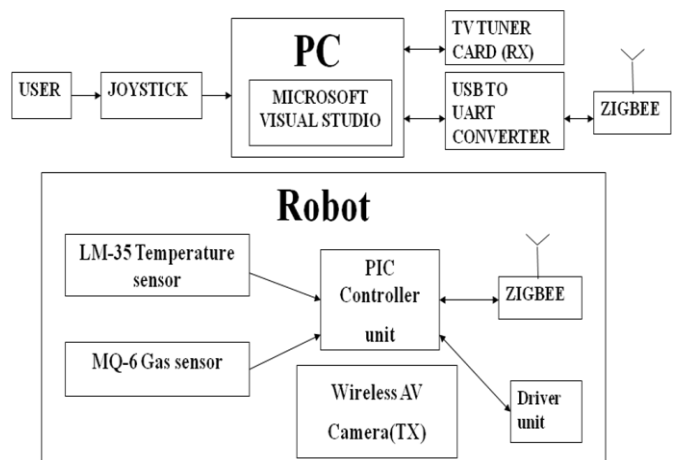 PC
TV TUNER
CARD (RX)
USER
JOYSTICK
MICROSOFT
VISUAL STUDIO
USB TO
UART
CONVERTER
ZIGBEE
Robot
LM-35 Temperature
sensor
PIC
Controller
unit
ZIGBEE
MQ-6 Gas sensor
Wireless AV
Camera(TX)
Driver
unit